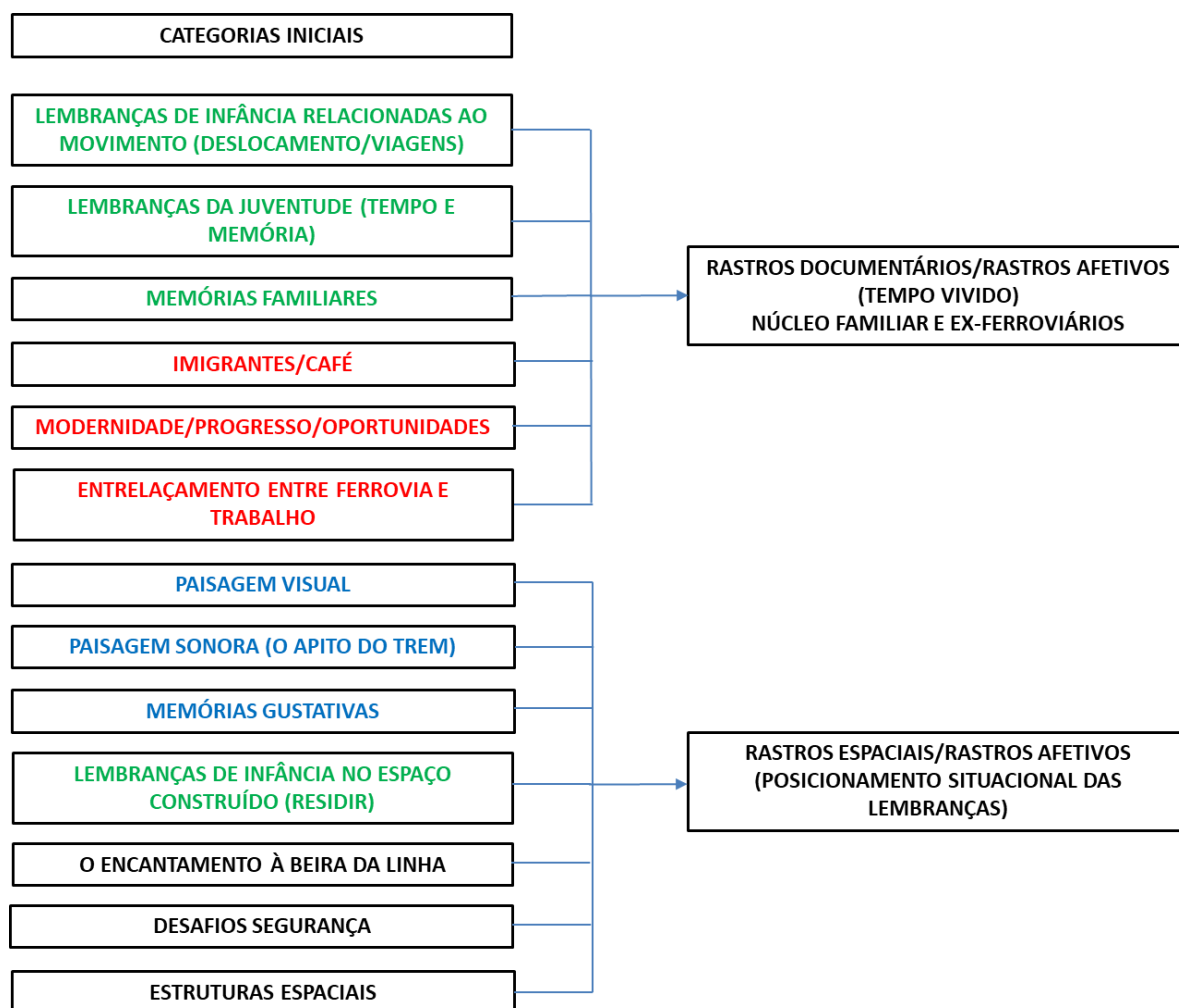 CATEGORIAS INICIAIS
LEMBRANÇAS DE INFÂNCIA RELACIONADAS AO
MOVIMENTO (DESLOCAMENTO/VIAGENS)
LEMBRANÇAS DA JUVENTUDE (TEMPO E
MEMÓRIA)
MEMÓRIAS FAMILIARES
IMIGRANTES/CAFÉ
MODERNIDADE/PROGRESSO/OPORTUNIDADES
ENTRELAÇAMENTO ENTRE FERROVIA E
TRABALHO
RASTROS DOCUMENTÁRIOS/RASTROS AFETIVOS
(TEMPO VIVIDO)
NÚCLEO FAMILIAR E EX-FERROVIÁRIOS
PAISAGEM VISUAL
PAISAGEM SONORA (O APITO DO TREM)
MEMÓRIAS GUSTATIVAS
LEMBRANÇAS DE INFÂNCIA NO ESPAÇO
CONSTRUÍDO (RESIDIR)
O ENCANTAMENTO À BEIRA DA LINHA
DESAFIOS SEGURANÇA
ESTRUTURAS ESPACIAIS
RASTROS ESPACIAIS/RASTROS AFETIVOS
(POSICIONAMENTO SITUACIONAL DAS
LEMBRANÇAS)